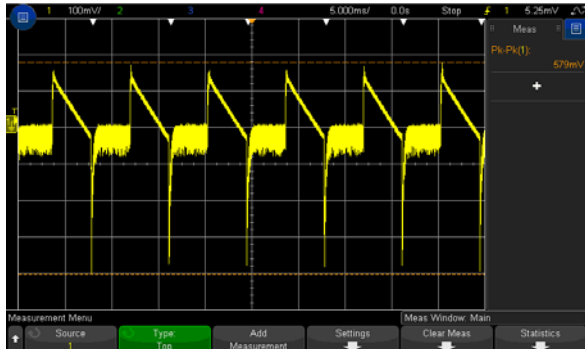 1 100mV/ 2 3 4 5.000ms/ 0.0s Stop 1 5.25mV
Meas
Pk-Pk(1):
579mV
T
Measurement Menu
Meas Window: Main
Source
1
Type:
Top
Add
Measurement
Settings
Clear Meas
Statistics